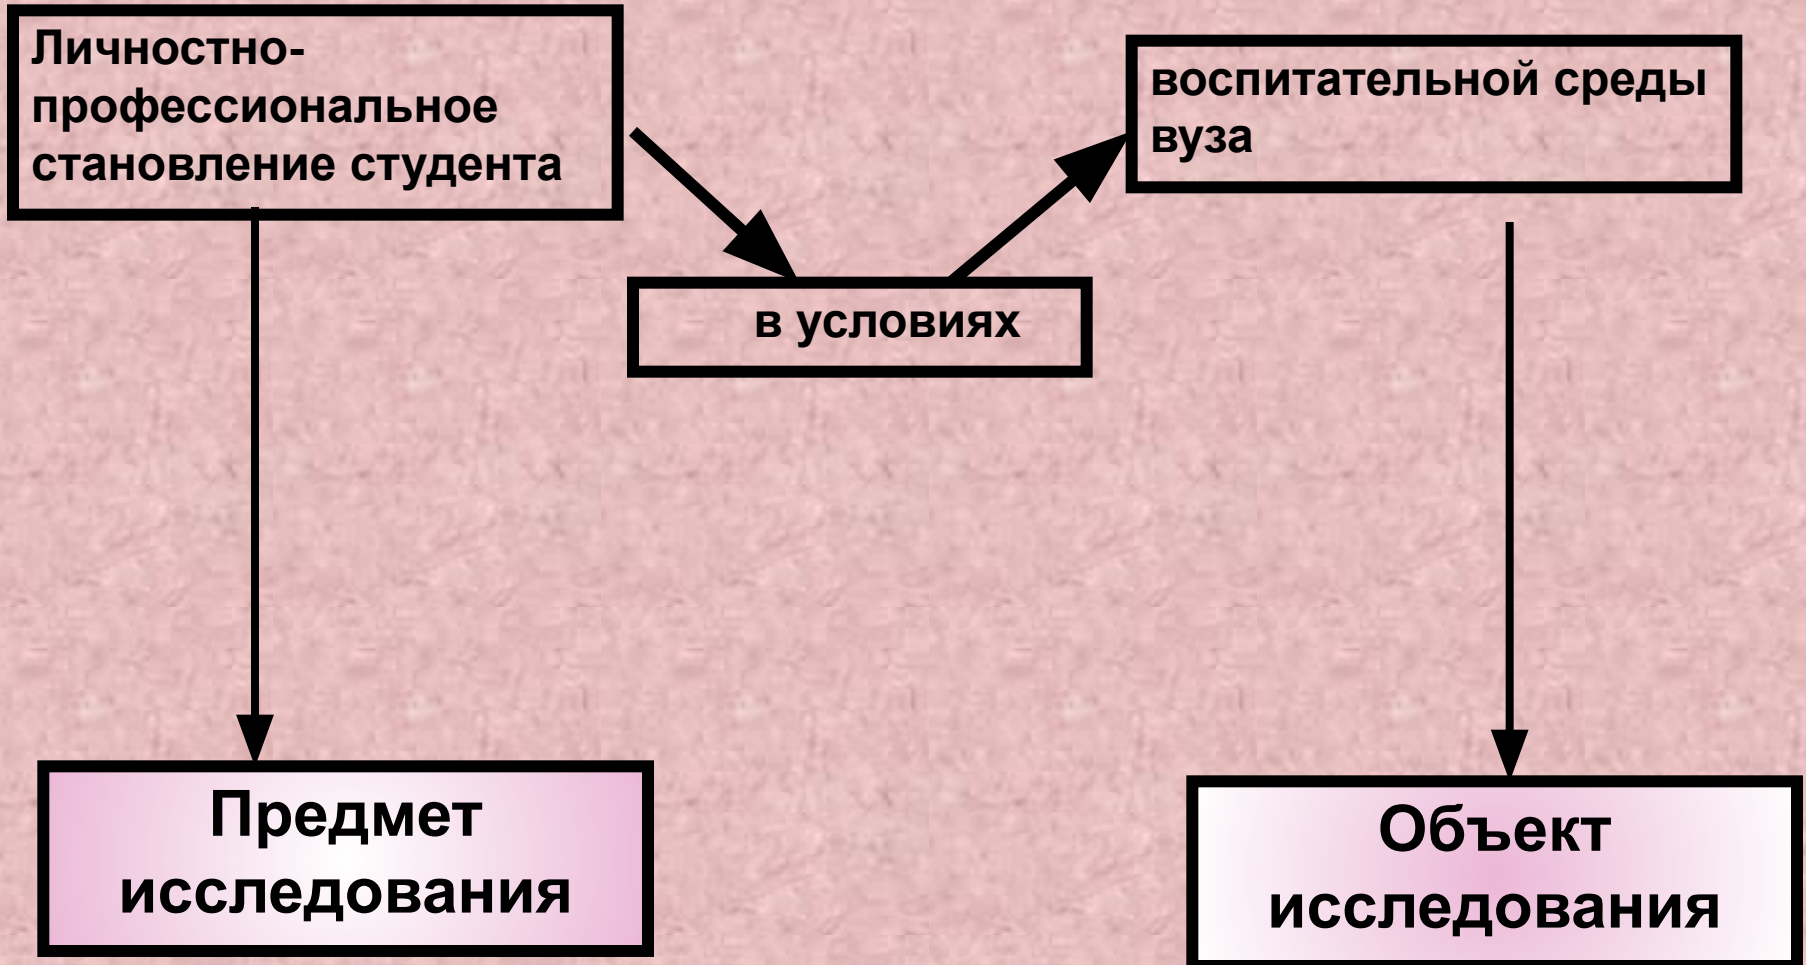 Личностно-
профессиональное
становление студента
в условиях
воспитательной среды
вуза
Предмет
исследования
Объект
исследования